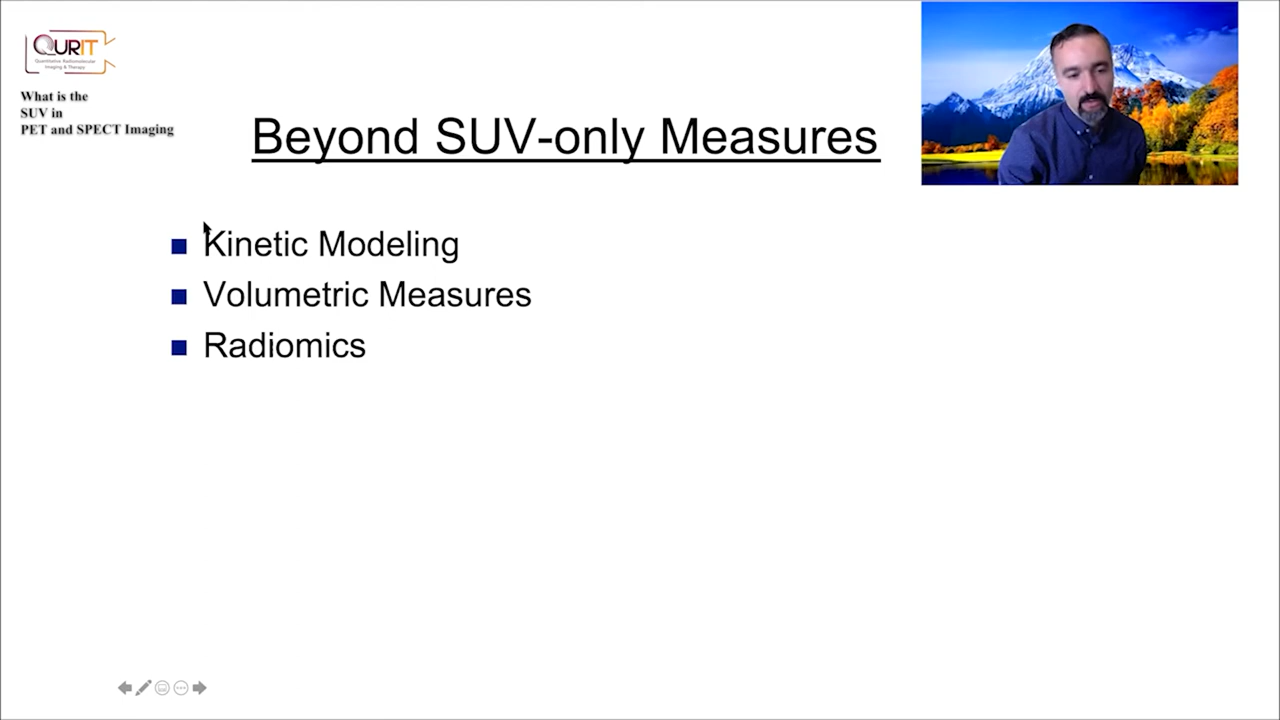 QURIT
Quantitative Radiomolecular
Imaging & Therapy
What is the
SUV in
PET and SPECT Imaging
Beyond SUV-only Measures
Kinetic Modeling
Volumetric Measures
Radiomics